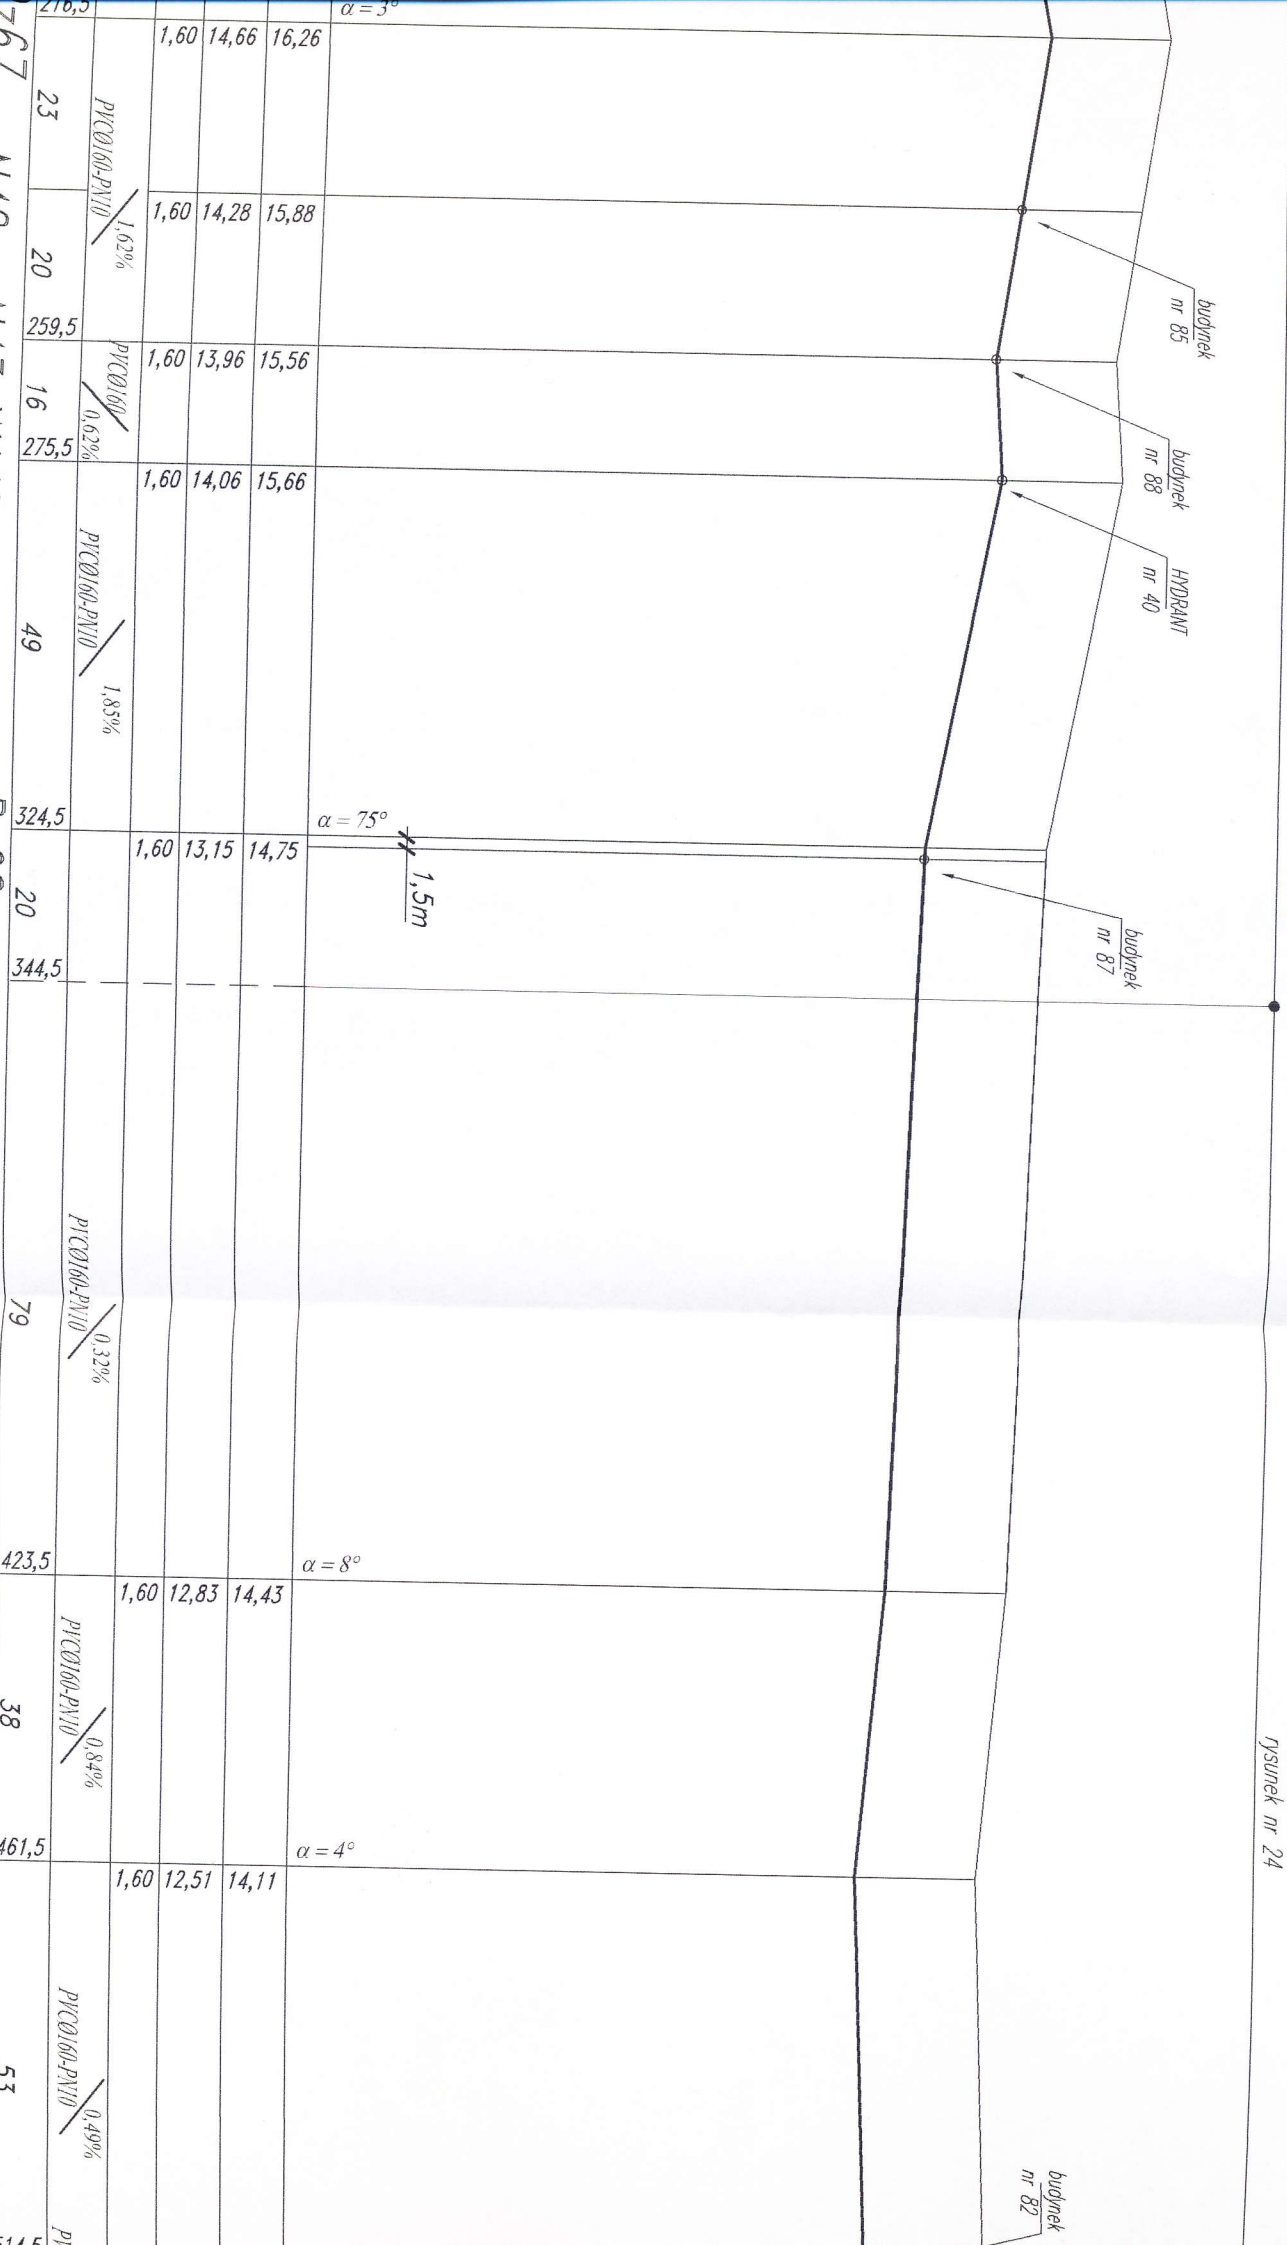 216,5
α = 3°
1,60 14,66 16,26
23
PVCØ160-PN10 1,62%
1,60 14,28 15,88
budynek
nr 85
20
259,5
1,60 13,96 15,56
PVCØ160 0,62%
budynek
nr 88
16
275,5
1,60 14,06 15,66
HYDRANT
nr 40
PVCØ160-PN10 1,85%
49
324,5
α = 75°
1,60 13,15 14,75
1,5m
budynek
nr 87
20
344,5
PVCØ160-PN10 0,32%
79
423,5
α = 8°
1,60 12,83 14,43
PVCØ160-PN10 0,84%
38
rysunek nr 24
461,5
α = 4°
1,60 12,51 14,11
PVCØ160-PN10 0,49%
53
budynek
nr 82